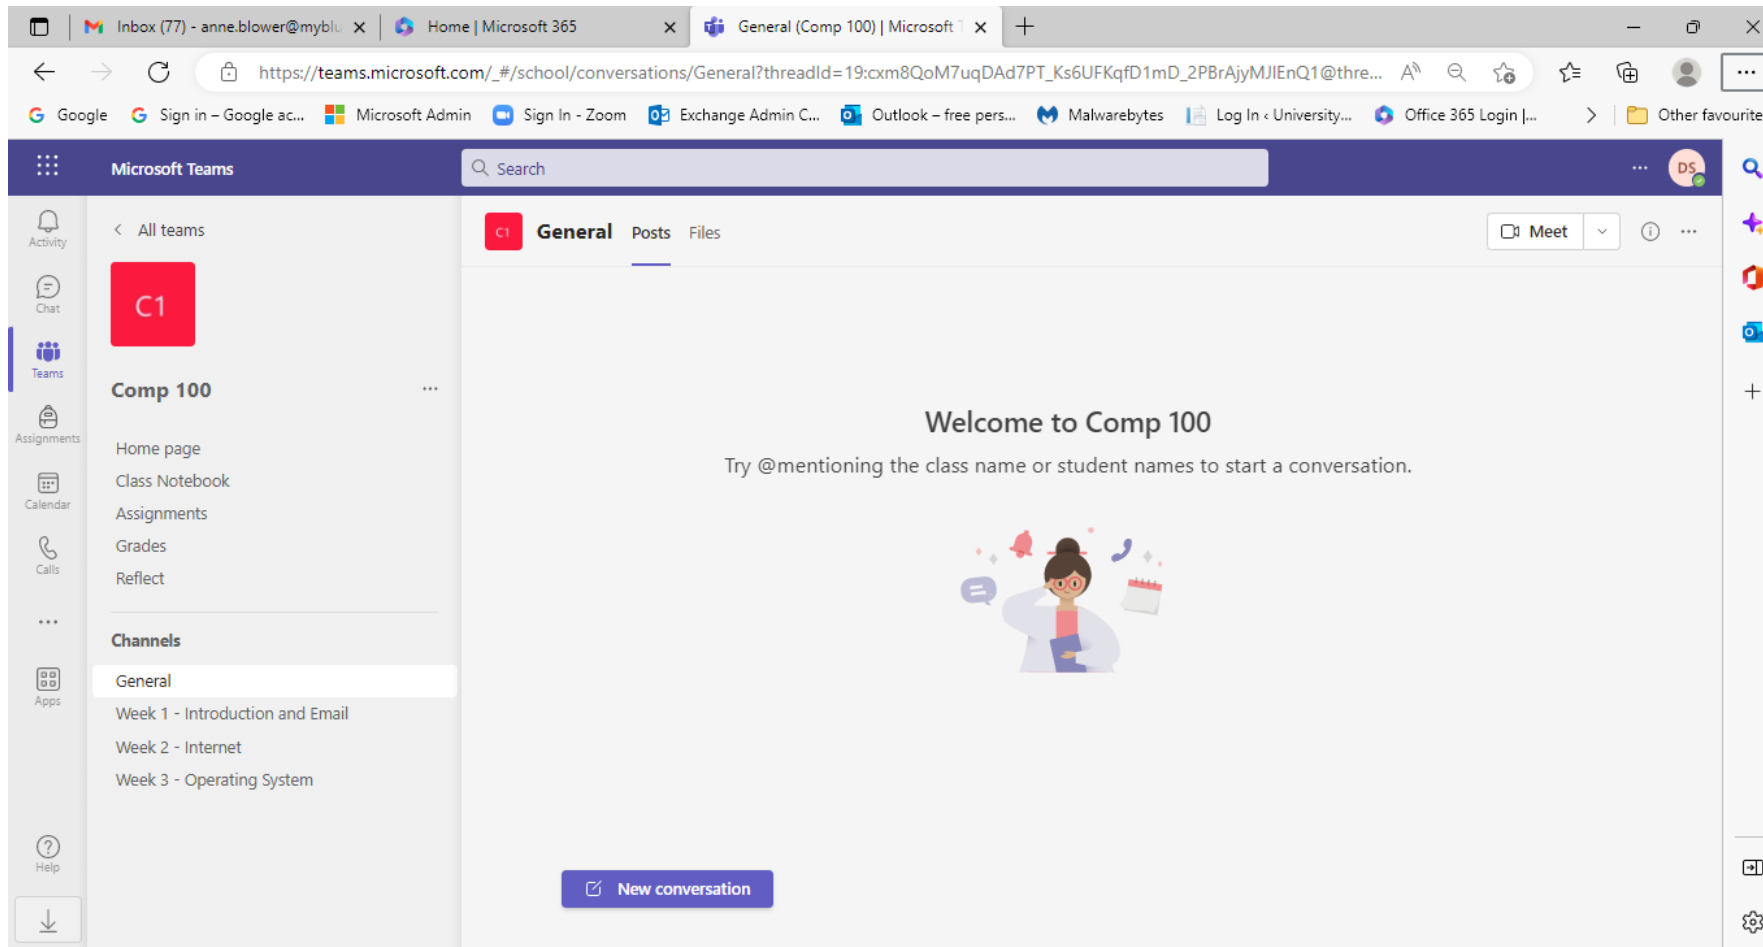 Inbox (77) - anne.blower@myblu
Home | Microsoft 365
General (Comp 100) | Microsoft T
https://teams.microsoft.com/_#/school/conversations/General?threadId=19:cxm8QoM7uqDAd7PT_Ks6UFKqfD1mD_2PBrAjyMJlEnQ1@thre...
Google
Sign in – Google ac...
Microsoft Admin
Sign In - Zoom
Exchange Admin C...
Outlook – free pers...
Malwarebytes
Log In ‹ University...
Office 365 Login |...
Other favourite
Microsoft Teams
Search
DS
Activity
Chat
Teams
Assignments
Calendar
Calls
Apps
Help
All teams
C1
Comp 100
Home page
Class Notebook
Assignments
Grades
Reflect
Channels
General
Week 1 - Introduction and Email
Week 2 - Internet
Week 3 - Operating System
C1
General
Posts
Files
Meet
Welcome to Comp 100
Try @mentioning the class name or student names to start a conversation.
New conversation